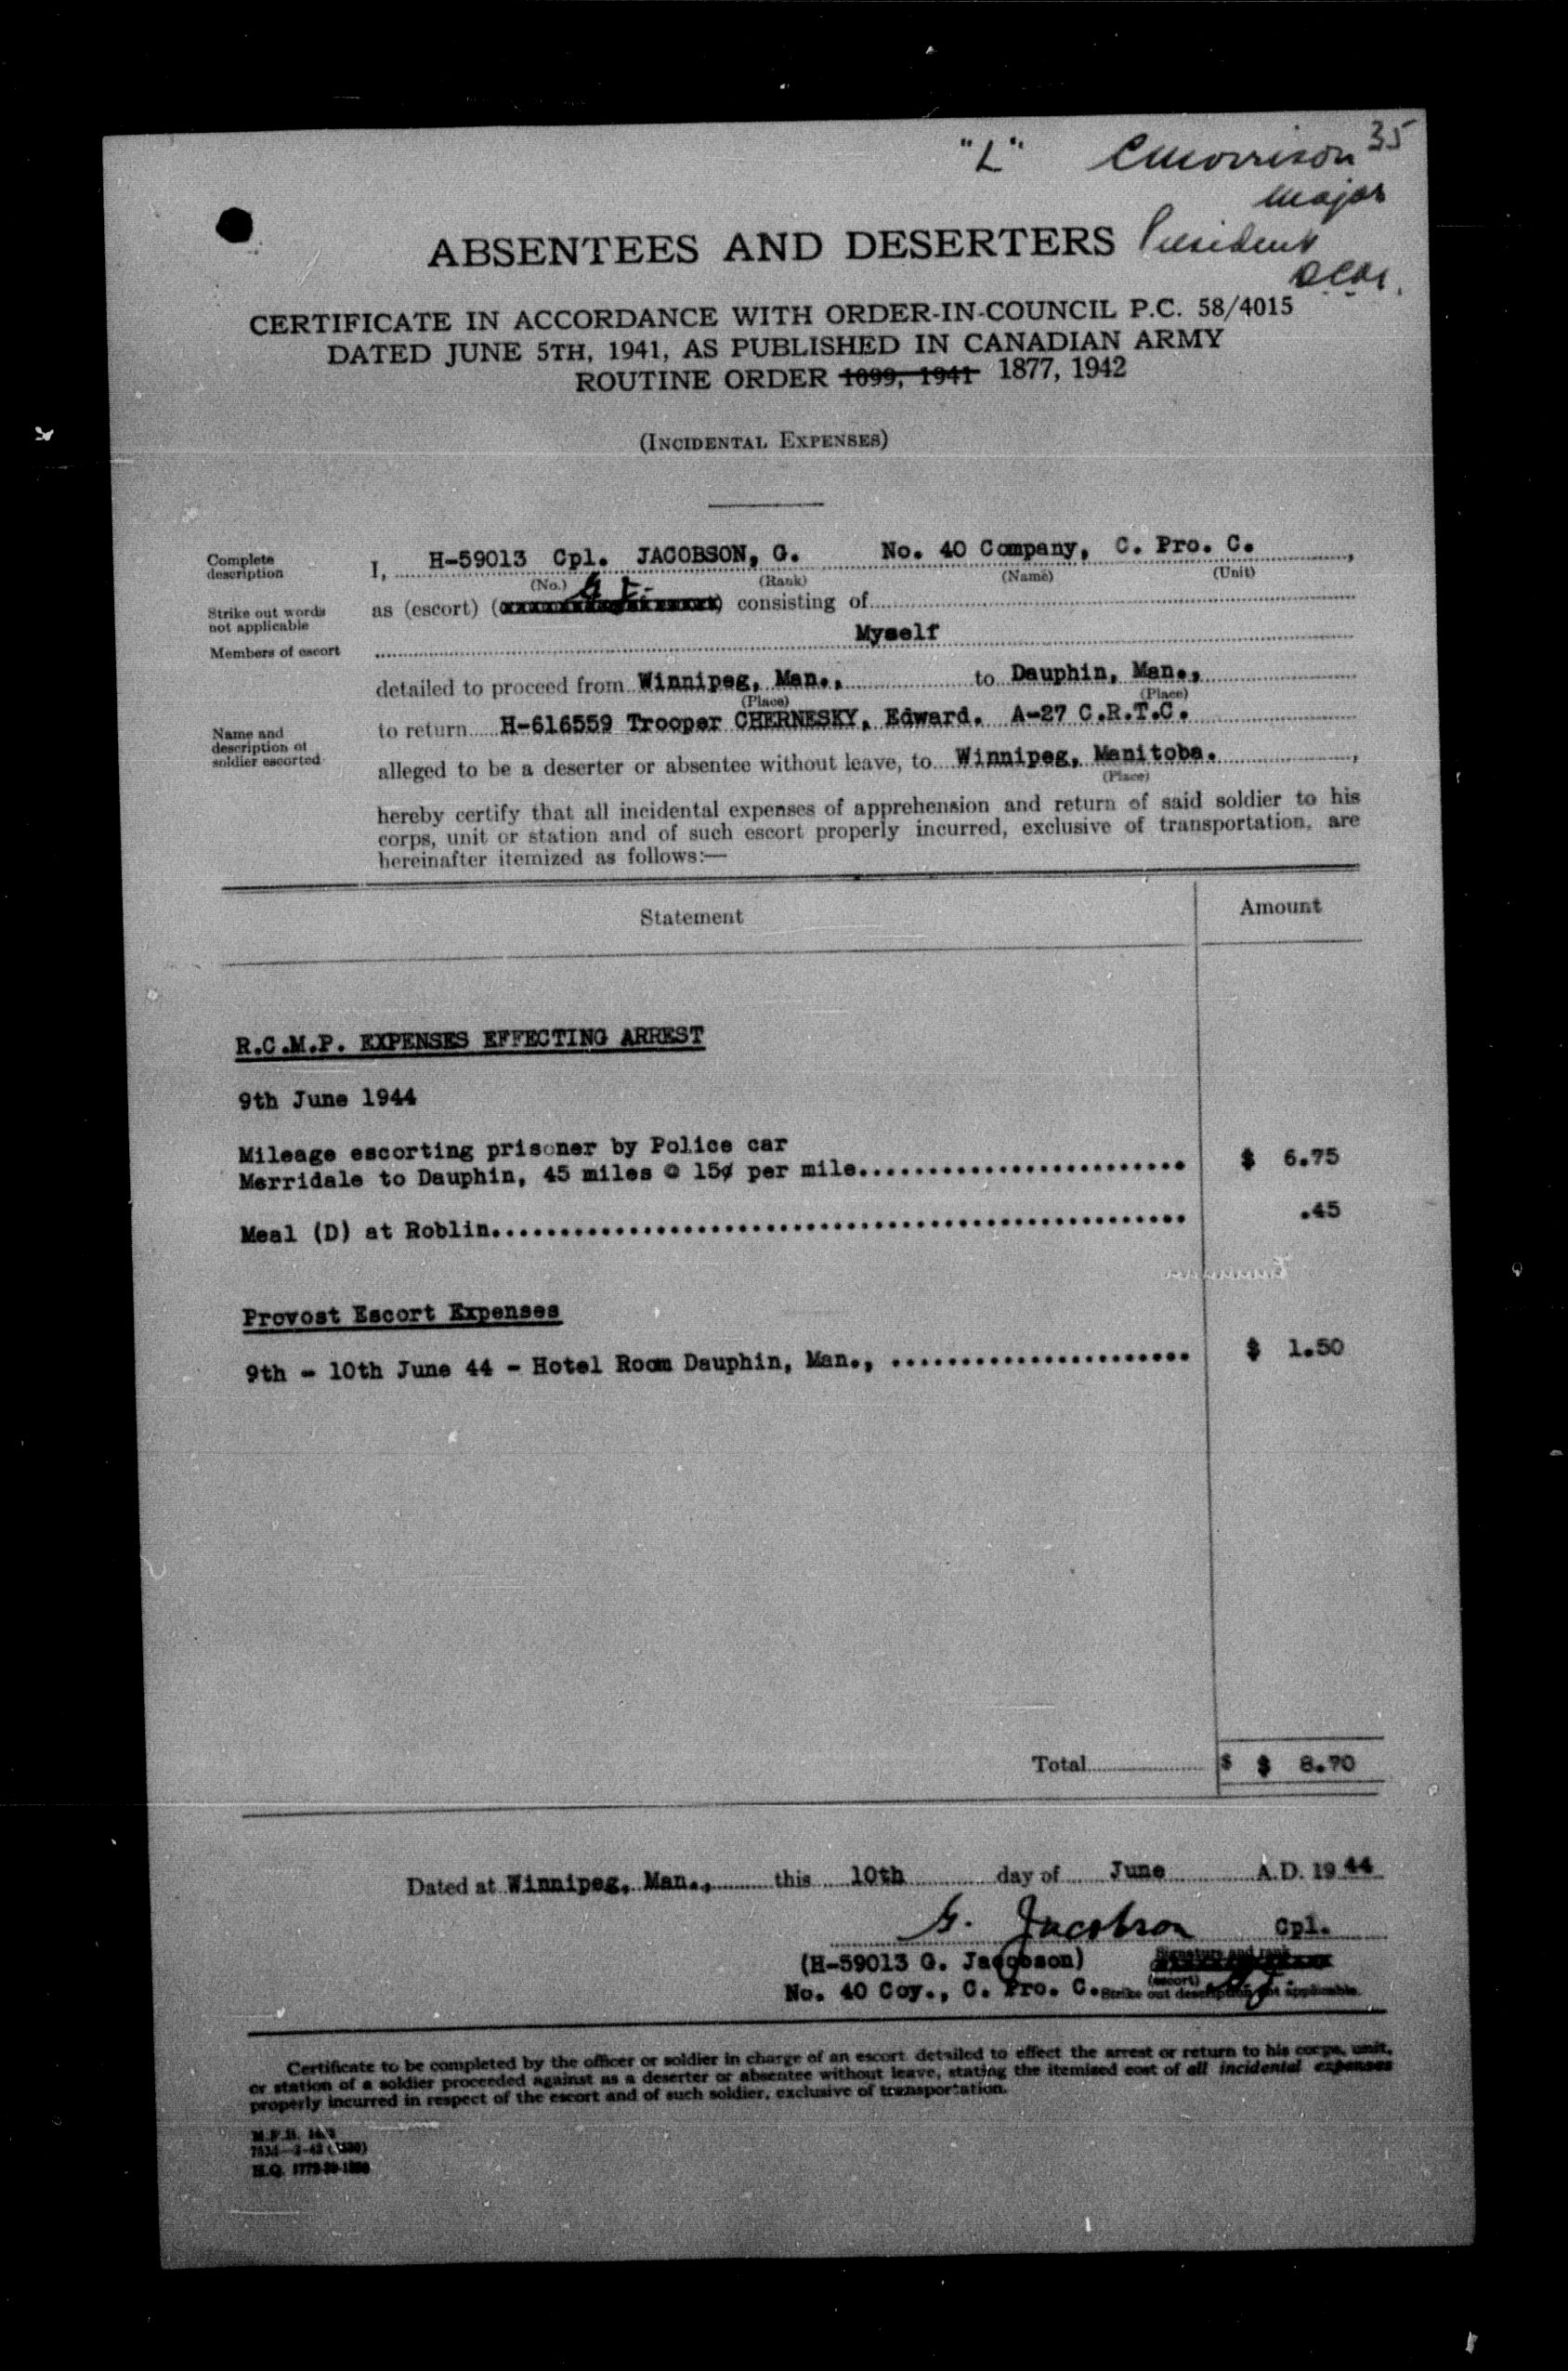 "L" CMorrison 35
Major
President
ABSENTEES AND DESERTERS
CERTIFICATE IN ACCORDANCE WITH ORDER-IN-COUNCIL P.C. 58/4015
DATED JUNE 5TH, 1941, AS PUBLISHED IN CANADIAN ARMY
ROUTINE ORDER 1099, 1941 1877, 1942
(INCIDENTAL EXPENSES)
Complete description
I, H-59013 Cpl. JACOBSON, G. No. 40 Company, C. Pro. C.,
(No.) (Rank) (Name) (Unit)
Strike out words not applicable
as (escort) ( ) consisting of
Members of escort
Myself
detailed to proceed from Winnipeg, Man., to Dauphin, Man.,
(Place) (Place)
Name and description of soldier escorted
to return H-616559 Trooper CHERNESKY, Edward. A-27 C.R.T.C.
alleged to be a deserter or absentee without leave, to Winnipeg, Manitoba.,
(Place)
hereby certify that all incidental expenses of apprehension and return of said soldier to his
corps, unit or station and of such escort properly incurred, exclusive of transportation, are
hereinafter itemized as follows:—
Statement Amount
R.C.M.P. EXPENSES EFFECTING ARREST
9th June 1944
Mileage escorting prisoner by Police car
Merridale to Dauphin, 45 miles @ 15¢ per mile........................ $ 6.75
Meal (D) at Roblin.................................................. .45
Provost Escort Expenses
9th - 10th June 44 - Hotel Room Dauphin, Man., ...................... $ 1.50
Total $ $ 8.70
Dated at Winnipeg, Man., this 10th day of June A.D. 1944
G. Jacobson Cpl.
(H-59013 G. Jacobson) Signature and rank
No. 40 Coy., C. Pro. C. (escort)
Strike out description not applicable.
Certificate to be completed by the officer or soldier in charge of an escort detailed to effect the arrest or return to his corps, unit,
or station of a soldier proceeded against as a deserter or absentee without leave, stating the itemized cost of all incidental expenses
properly incurred in respect of the escort and of such soldier, exclusive of transportation.